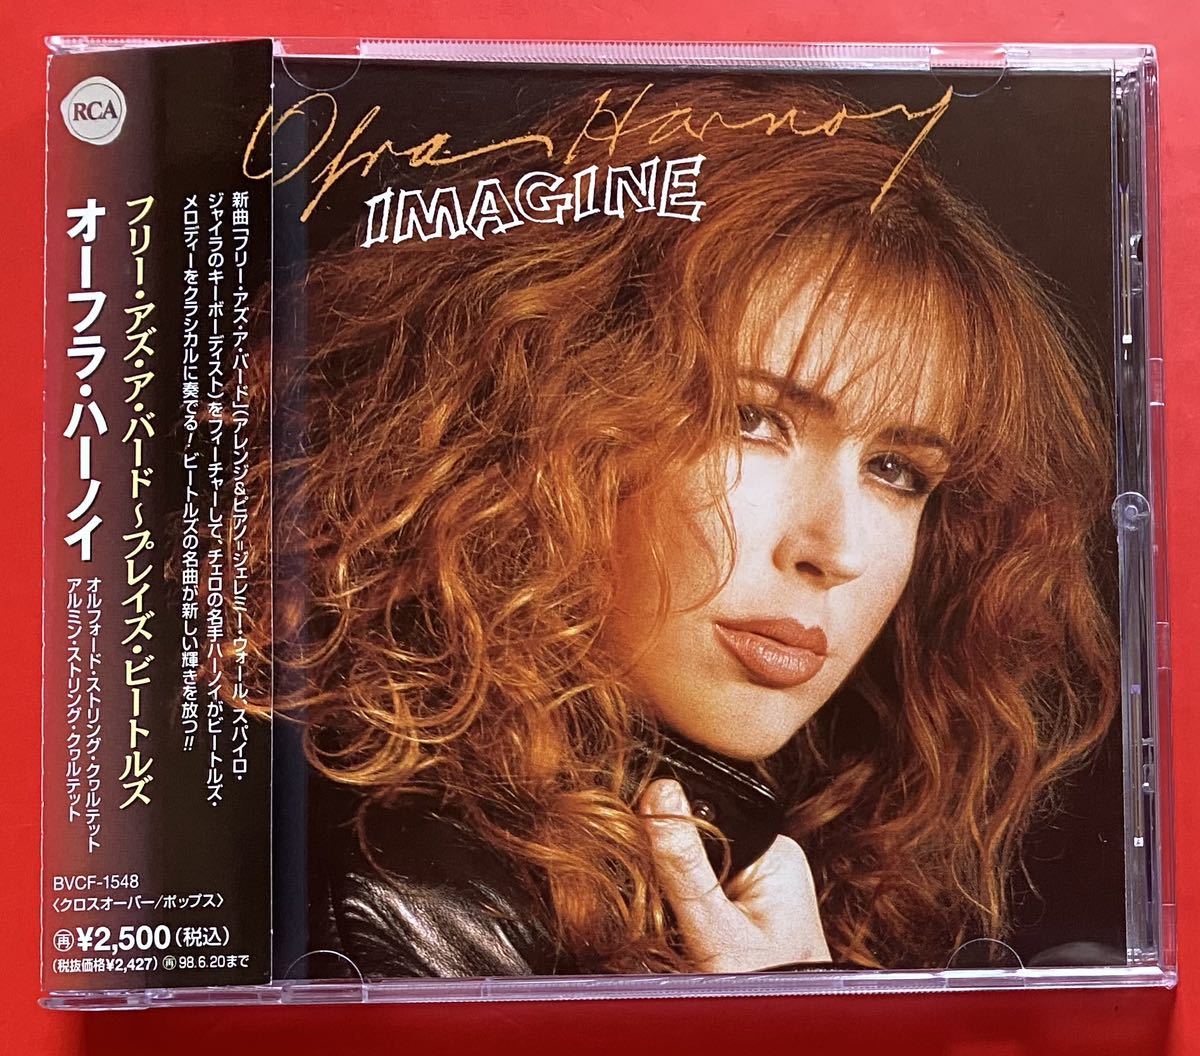 RCA
フリー・アズ・ア・バード～プレイズ・ビートルズ
オーフラ・ハーノイ
オルフォード・ストリング・クヮルテット
アルミン・ストリング・クヮルテット
新曲「フリー・アズ・ア・バード」(アレンジ&ピアノ=ジェレミー・ウォール、スパイロ・
ジャイラのキーボーディスト)をフィーチャーして、チェロの名手ハーノイがビートルズ・
メロディーをクラシカルに奏でる!ビートルズの名曲が新しい輝きを放つ!!
BVCF-1548
〈クロスオーバー/ポップス〉
再 ¥2,500(税込)
(税抜価格¥2,427) 再 98.6.20まで
Ofra Harnoy
IMAGINE